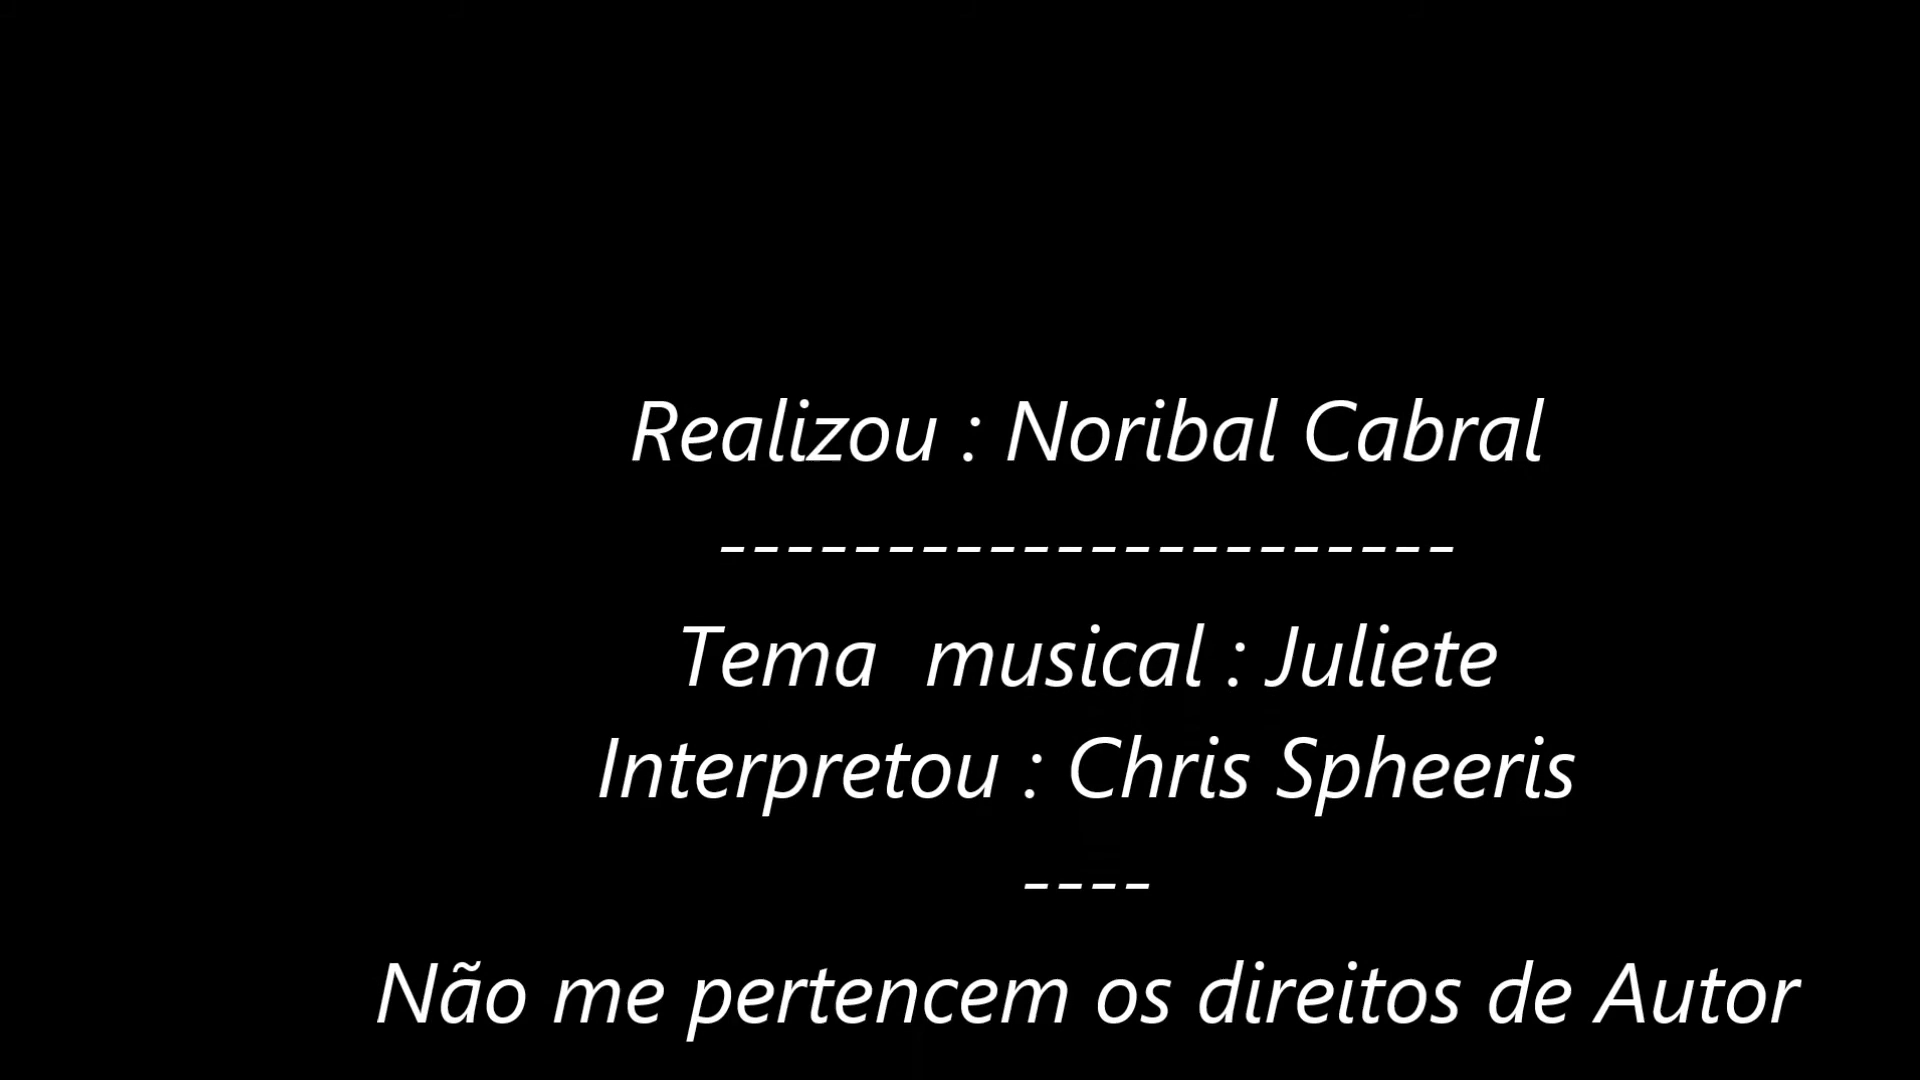 Realizou : Noribal Cabral
----------------------
Tema  musical : Juliete
Interpretou : Chris Spheeris
----
Não me pertencem os direitos de Autor